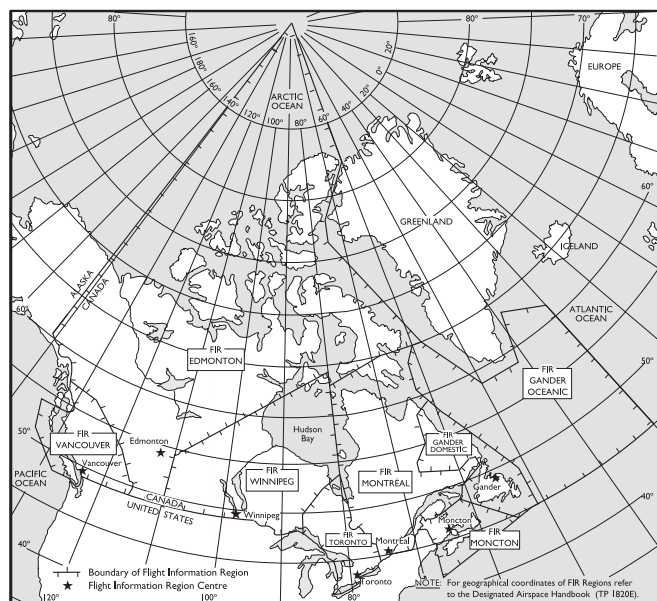 80°
80°
70°
60°
50°
40°
160°
180°
160°
140°
120°
100°
80°
60°
40°
20°
0°
20°
ARCTIC
OCEAN
EUROPE
GREENLAND
ICELAND
ATLANTIC
OCEAN
ALASKA
CANADA
60°
60°
FIR
EDMONTON
FIR
GANDER
OCEANIC
50°
50°
FIR
VANCOUVER
Vancouver
Edmonton
Hudson
Bay
FIR
GANDER
DOMESTIC
Gander
PACIFIC
OCEAN
FIR
WINNIPEG
FIR
MONTRÉAL
CANADA
UNITED STATES
Winnipeg
Moncton
FIR
MONCTON
FIR
TORONTO
Montréal
Toronto
40°
40°
120°
80°
Boundary of Flight Information Region
Flight Information Region Centre
NOTE: For geographical coordinates of FIR Regions refer
to the Designated Airspace Handbook (TP 1820E).